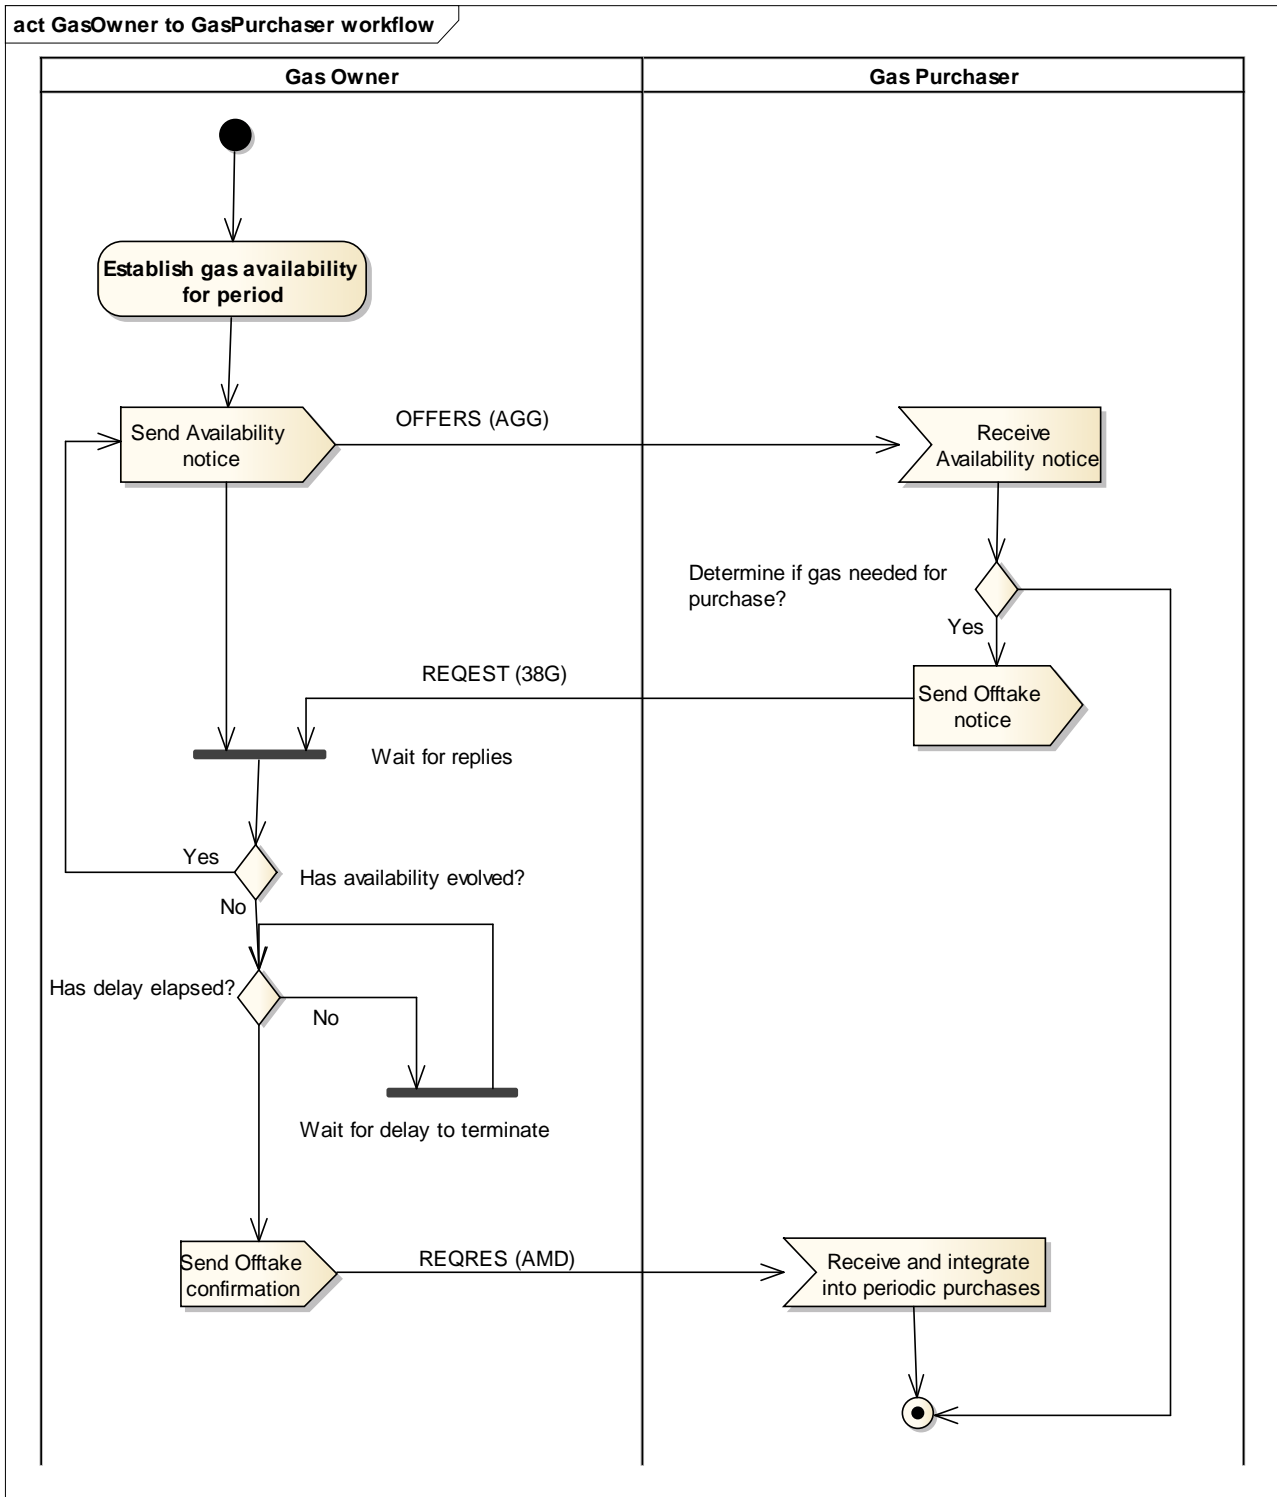 act GasOwner to GasPurchaser workflow
Gas Owner
Gas Purchaser
Establish gas availability
for period
Send Availability
notice
OFFERS (AGG)
Receive
Availability notice
Determine if gas needed for
purchase?
Yes
Send Offtake
notice
REQEST (38G)
Wait for replies
Yes
Has availability evolved?
No
Has delay elapsed?
No
Wait for delay to terminate
Send Offtake
confirmation
REQRES (AMD)
Receive and integrate
into periodic purchases